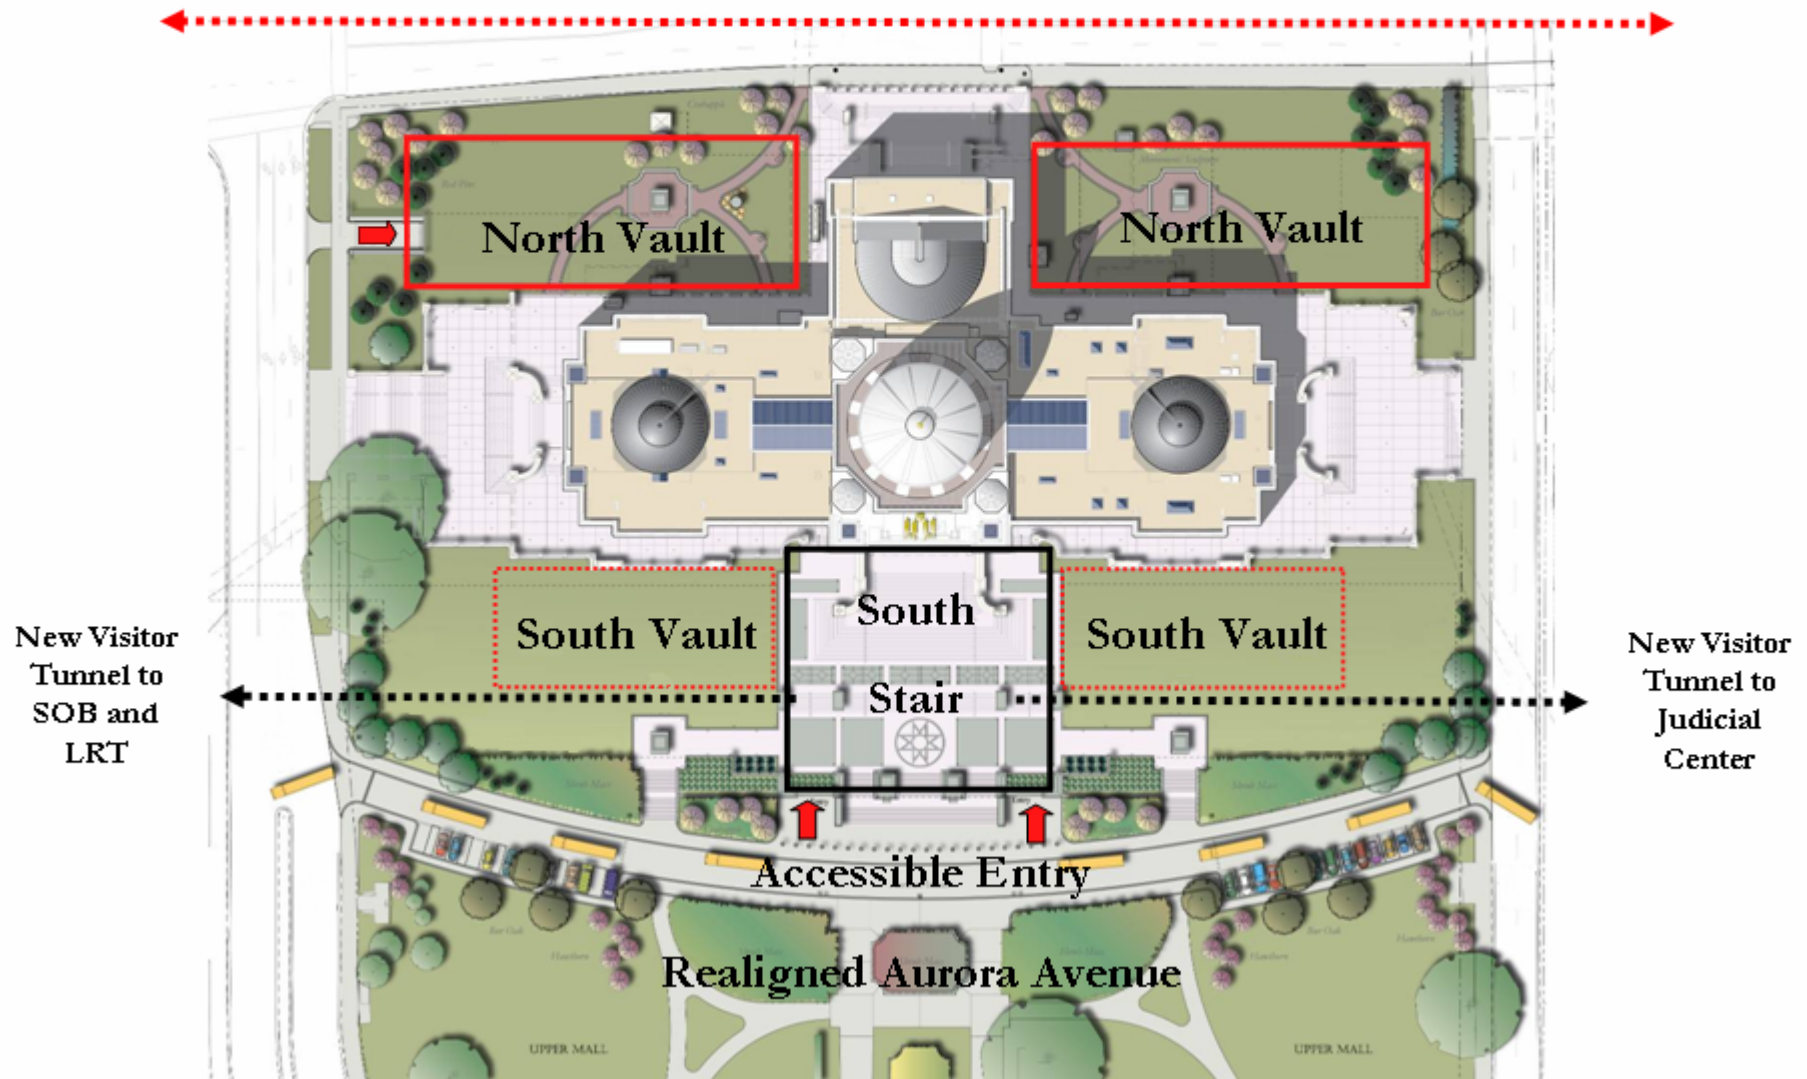 North Vault
North Vault
South Vault
South
Stair
South Vault
New Visitor
Tunnel to
SOB and
LRT
New Visitor
Tunnel to
Judicial
Center
Accessible Entry
Realigned Aurora Avenue
UPPER MALL
UPPER MALL